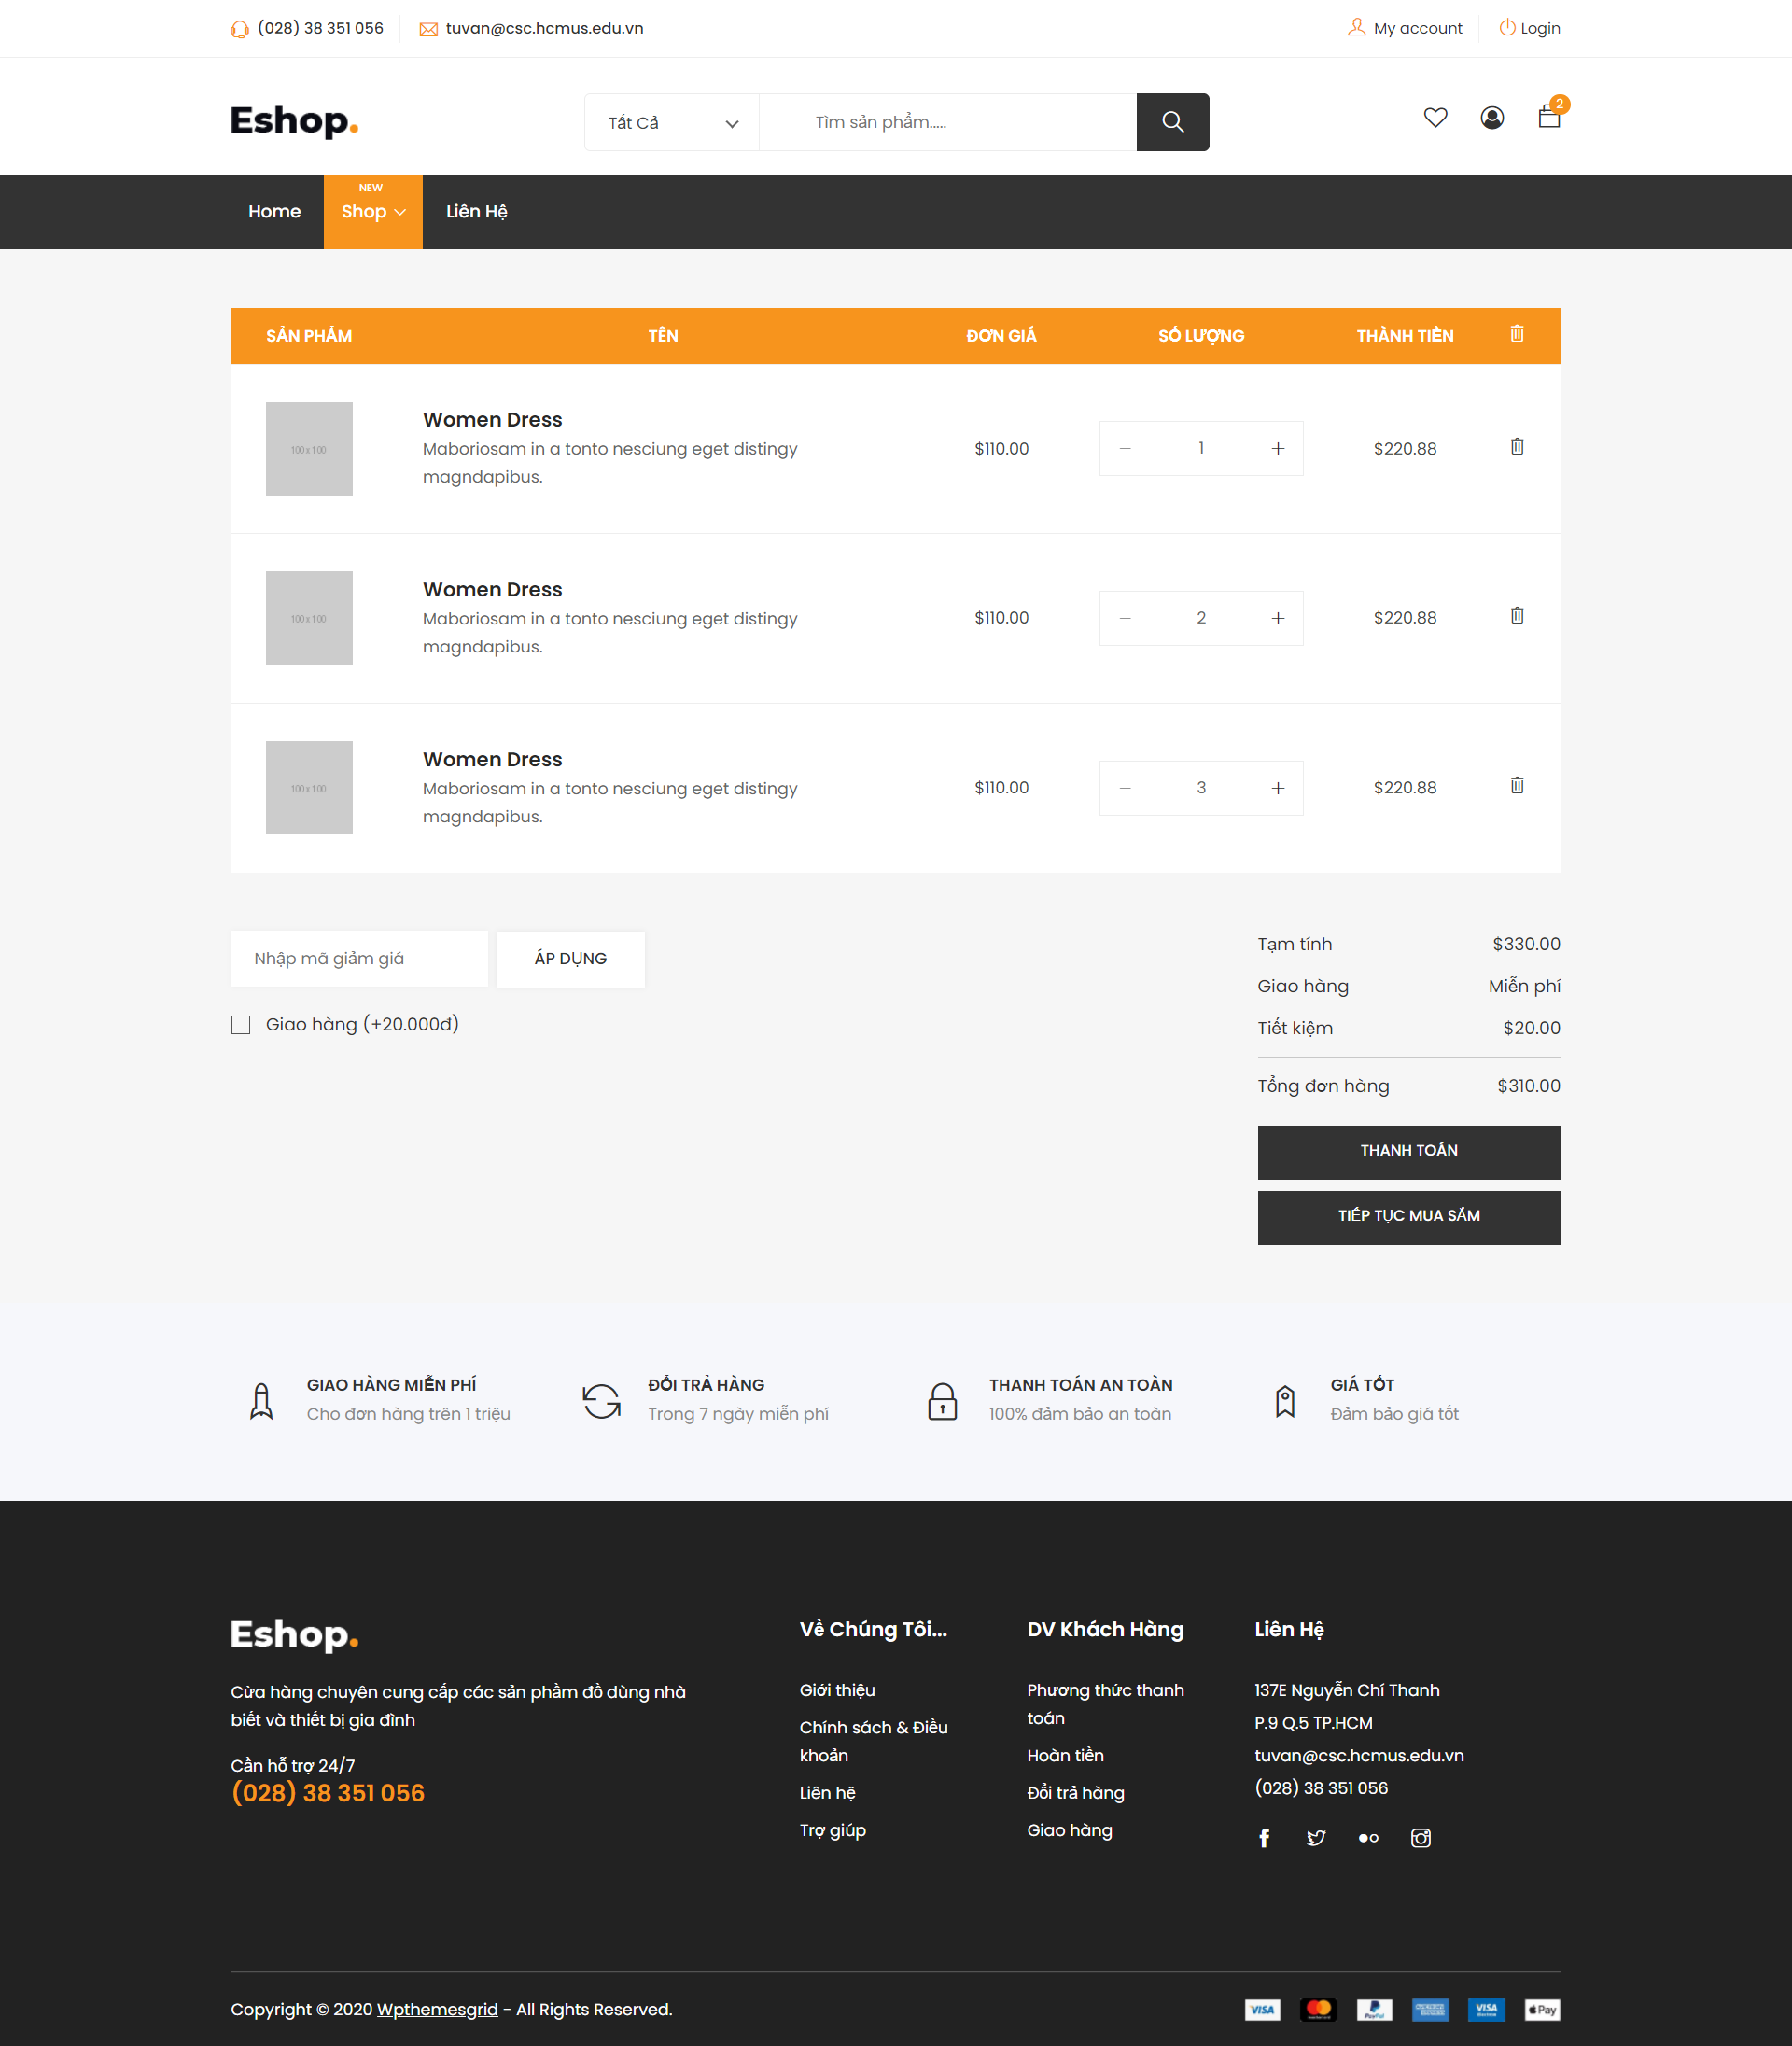 (028) 38 351 056
tuvan@csc.hcmus.edu.vn
My account
Login
Eshop.
Tất Cả
Tìm sản phẩm.....
2
Home
NEW
Shop
Liên Hệ
SẢN PHẨM
TÊN
ĐƠN GIÁ
SỐ LƯỢNG
THÀNH TIỀN
100 x 100
Women Dress
Maboriosam in a tonto nesciung eget distingy
magndapibus.
$110.00
1
$220.88
100 x 100
Women Dress
Maboriosam in a tonto nesciung eget distingy
magndapibus.
$110.00
2
$220.88
100 x 100
Women Dress
Maboriosam in a tonto nesciung eget distingy
magndapibus.
$110.00
3
$220.88
Nhập mã giảm giá
ÁP DỤNG
Giao hàng (+20.000đ)
Tạm tính $330.00
Giao hàng Miễn phí
Tiết kiệm $20.00
Tổng đơn hàng $310.00
THANH TOÁN
TIẾP TỤC MUA SẮM
GIAO HÀNG MIỄN PHÍ
Cho đơn hàng trên 1 triệu
ĐỔI TRẢ HÀNG
Trong 7 ngày miễn phí
THANH TOÁN AN TOÀN
100% đảm bảo an toàn
GIÁ TỐT
Đảm bảo giá tốt
Eshop.
Cửa hàng chuyên cung cấp các sản phẩm đồ dùng nhà
biết và thiết bị gia đình
Cần hỗ trợ 24/7
(028) 38 351 056
Về Chúng Tôi...
Giới thiệu
Chính sách & Điều
khoản
Liên hệ
Trợ giúp
DV Khách Hàng
Phương thức thanh
toán
Hoàn tiền
Đổi trả hàng
Giao hàng
Liên Hệ
137E Nguyễn Chí Thanh
P.9 Q.5 TP.HCM
tuvan@csc.hcmus.edu.vn
(028) 38 351 056
Copyright © 2020 Wpthemesgrid - All Rights Reserved.
VISA
PayPal
VISA
Pay